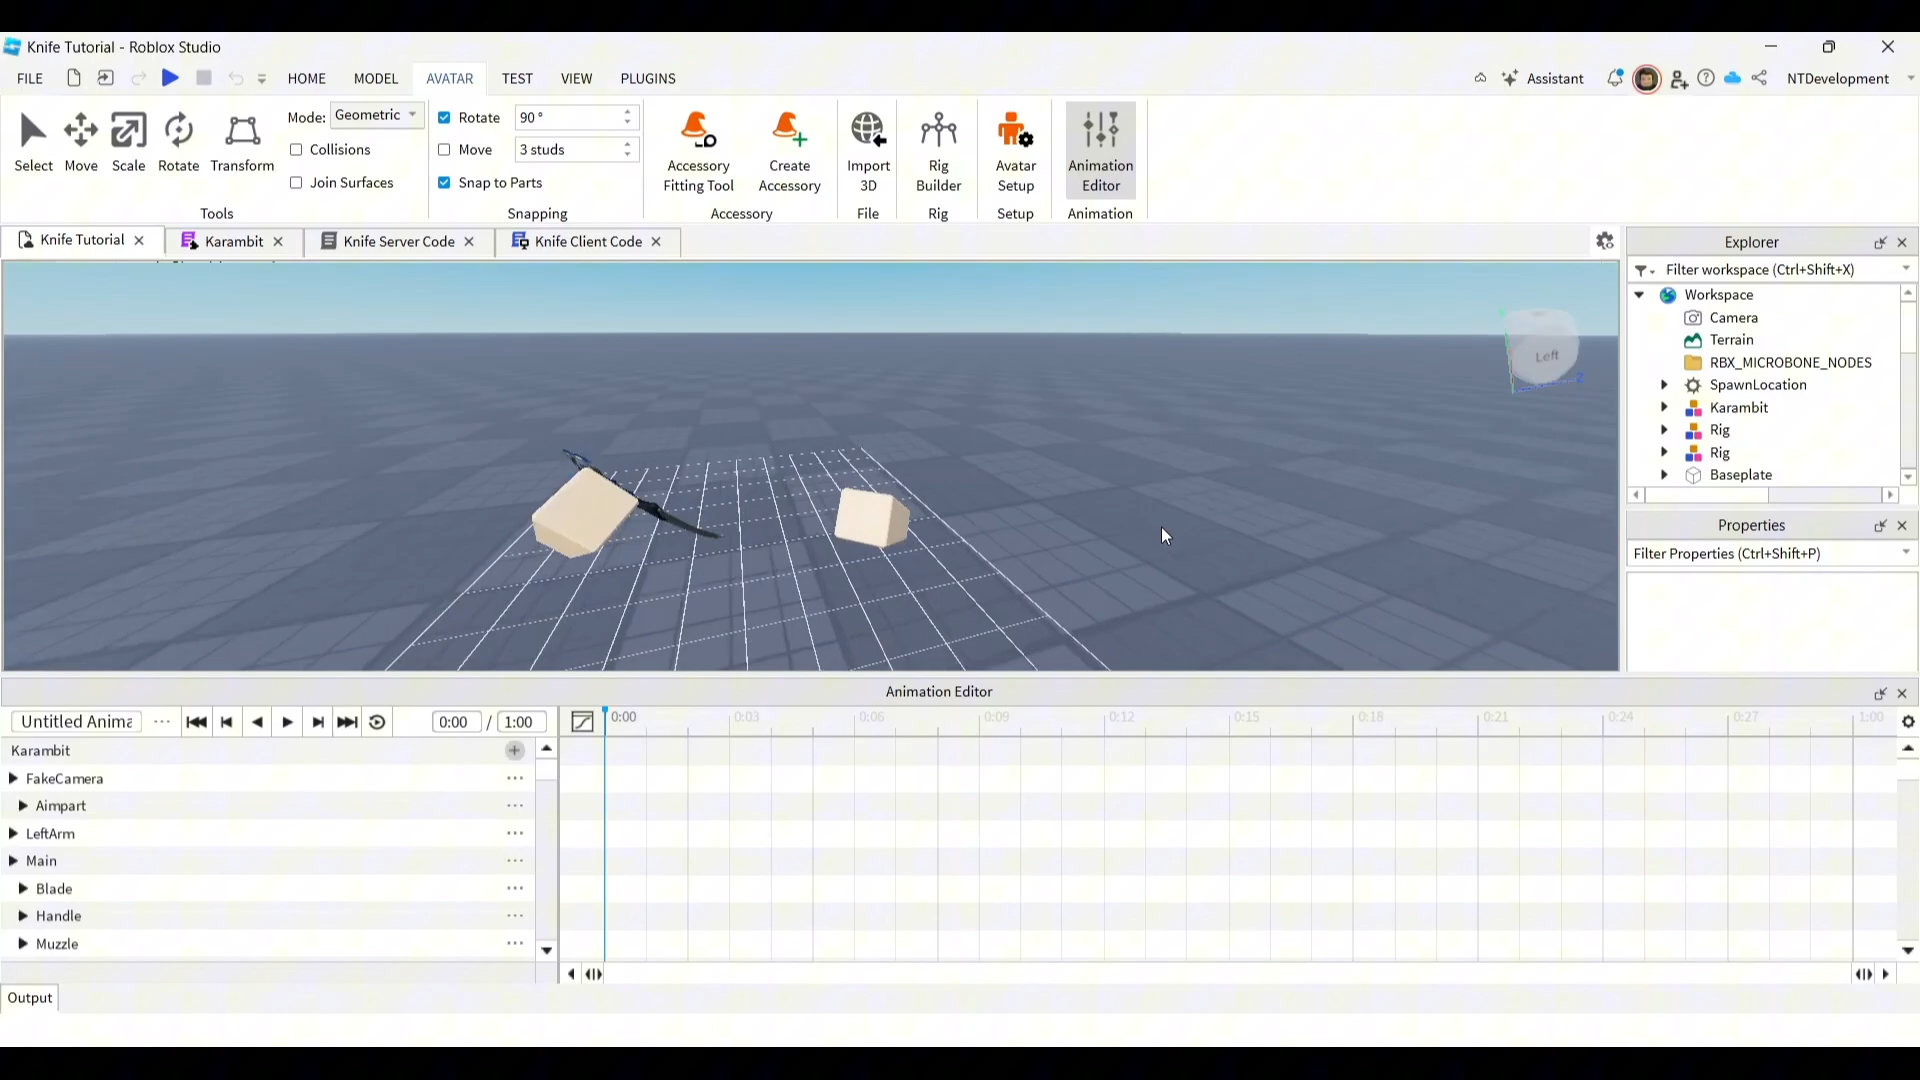 Knife Tutorial - Roblox Studio
FILE HOME MODEL AVATAR TEST VIEW PLUGINS Assistant NTDevelopment
Select Move Scale Rotate Transform
Mode: Geometric
Collisions
Join Surfaces
Tools
Rotate 90 °
Move 3 studs
Snap to Parts
Snapping
Accessory Fitting Tool
Create Accessory
Accessory
Import 3D
File
Rig Builder
Rig
Avatar Setup
Setup
Animation Editor
Animation
Knife Tutorial Karambit Knife Server Code Knife Client Code
Left
Z
Explorer
Filter workspace (Ctrl+Shift+X)
Workspace
Camera
Terrain
RBX_MICROBONE_NODES
SpawnLocation
Karambit
Rig
Rig
Baseplate
Properties
Filter Properties (Ctrl+Shift+P)
Animation Editor
Untitled Anima 0:00 / 1:00
0:00 0:03 0:06 0:09 0:12 0:15 0:18 0:21 0:24 0:27 1:00
Karambit
FakeCamera
Aimpart
LeftArm
Main
Blade
Handle
Muzzle
Output